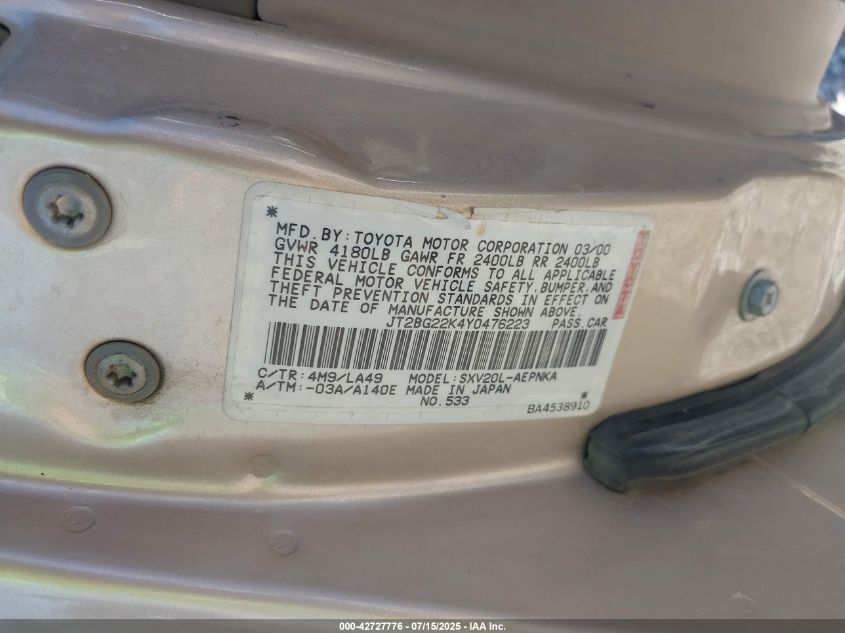 MFD. BY: TOYOTA MOTOR CORPORATION 03/00
GVWR 4180LB GAWR FR 2400LB RR 2400LB
THIS VEHICLE CONFORMS TO ALL APPLICABLE
FEDERAL MOTOR VEHICLE SAFETY, BUMPER, AND
THEFT PREVENTION STANDARDS IN EFFECT ON
THE DATE OF MANUFACTURE SHOWN ABOVE.
JT2BG22K4Y0476223 PASS.CAR
C/TR: 4M9/LA49 MODEL: SXV20L-AEPNKA
A/TM: -03A/A140E MADE IN JAPAN
NO.533
BA4538910
000-42727776 - 07/15/2025 - IAA Inc.